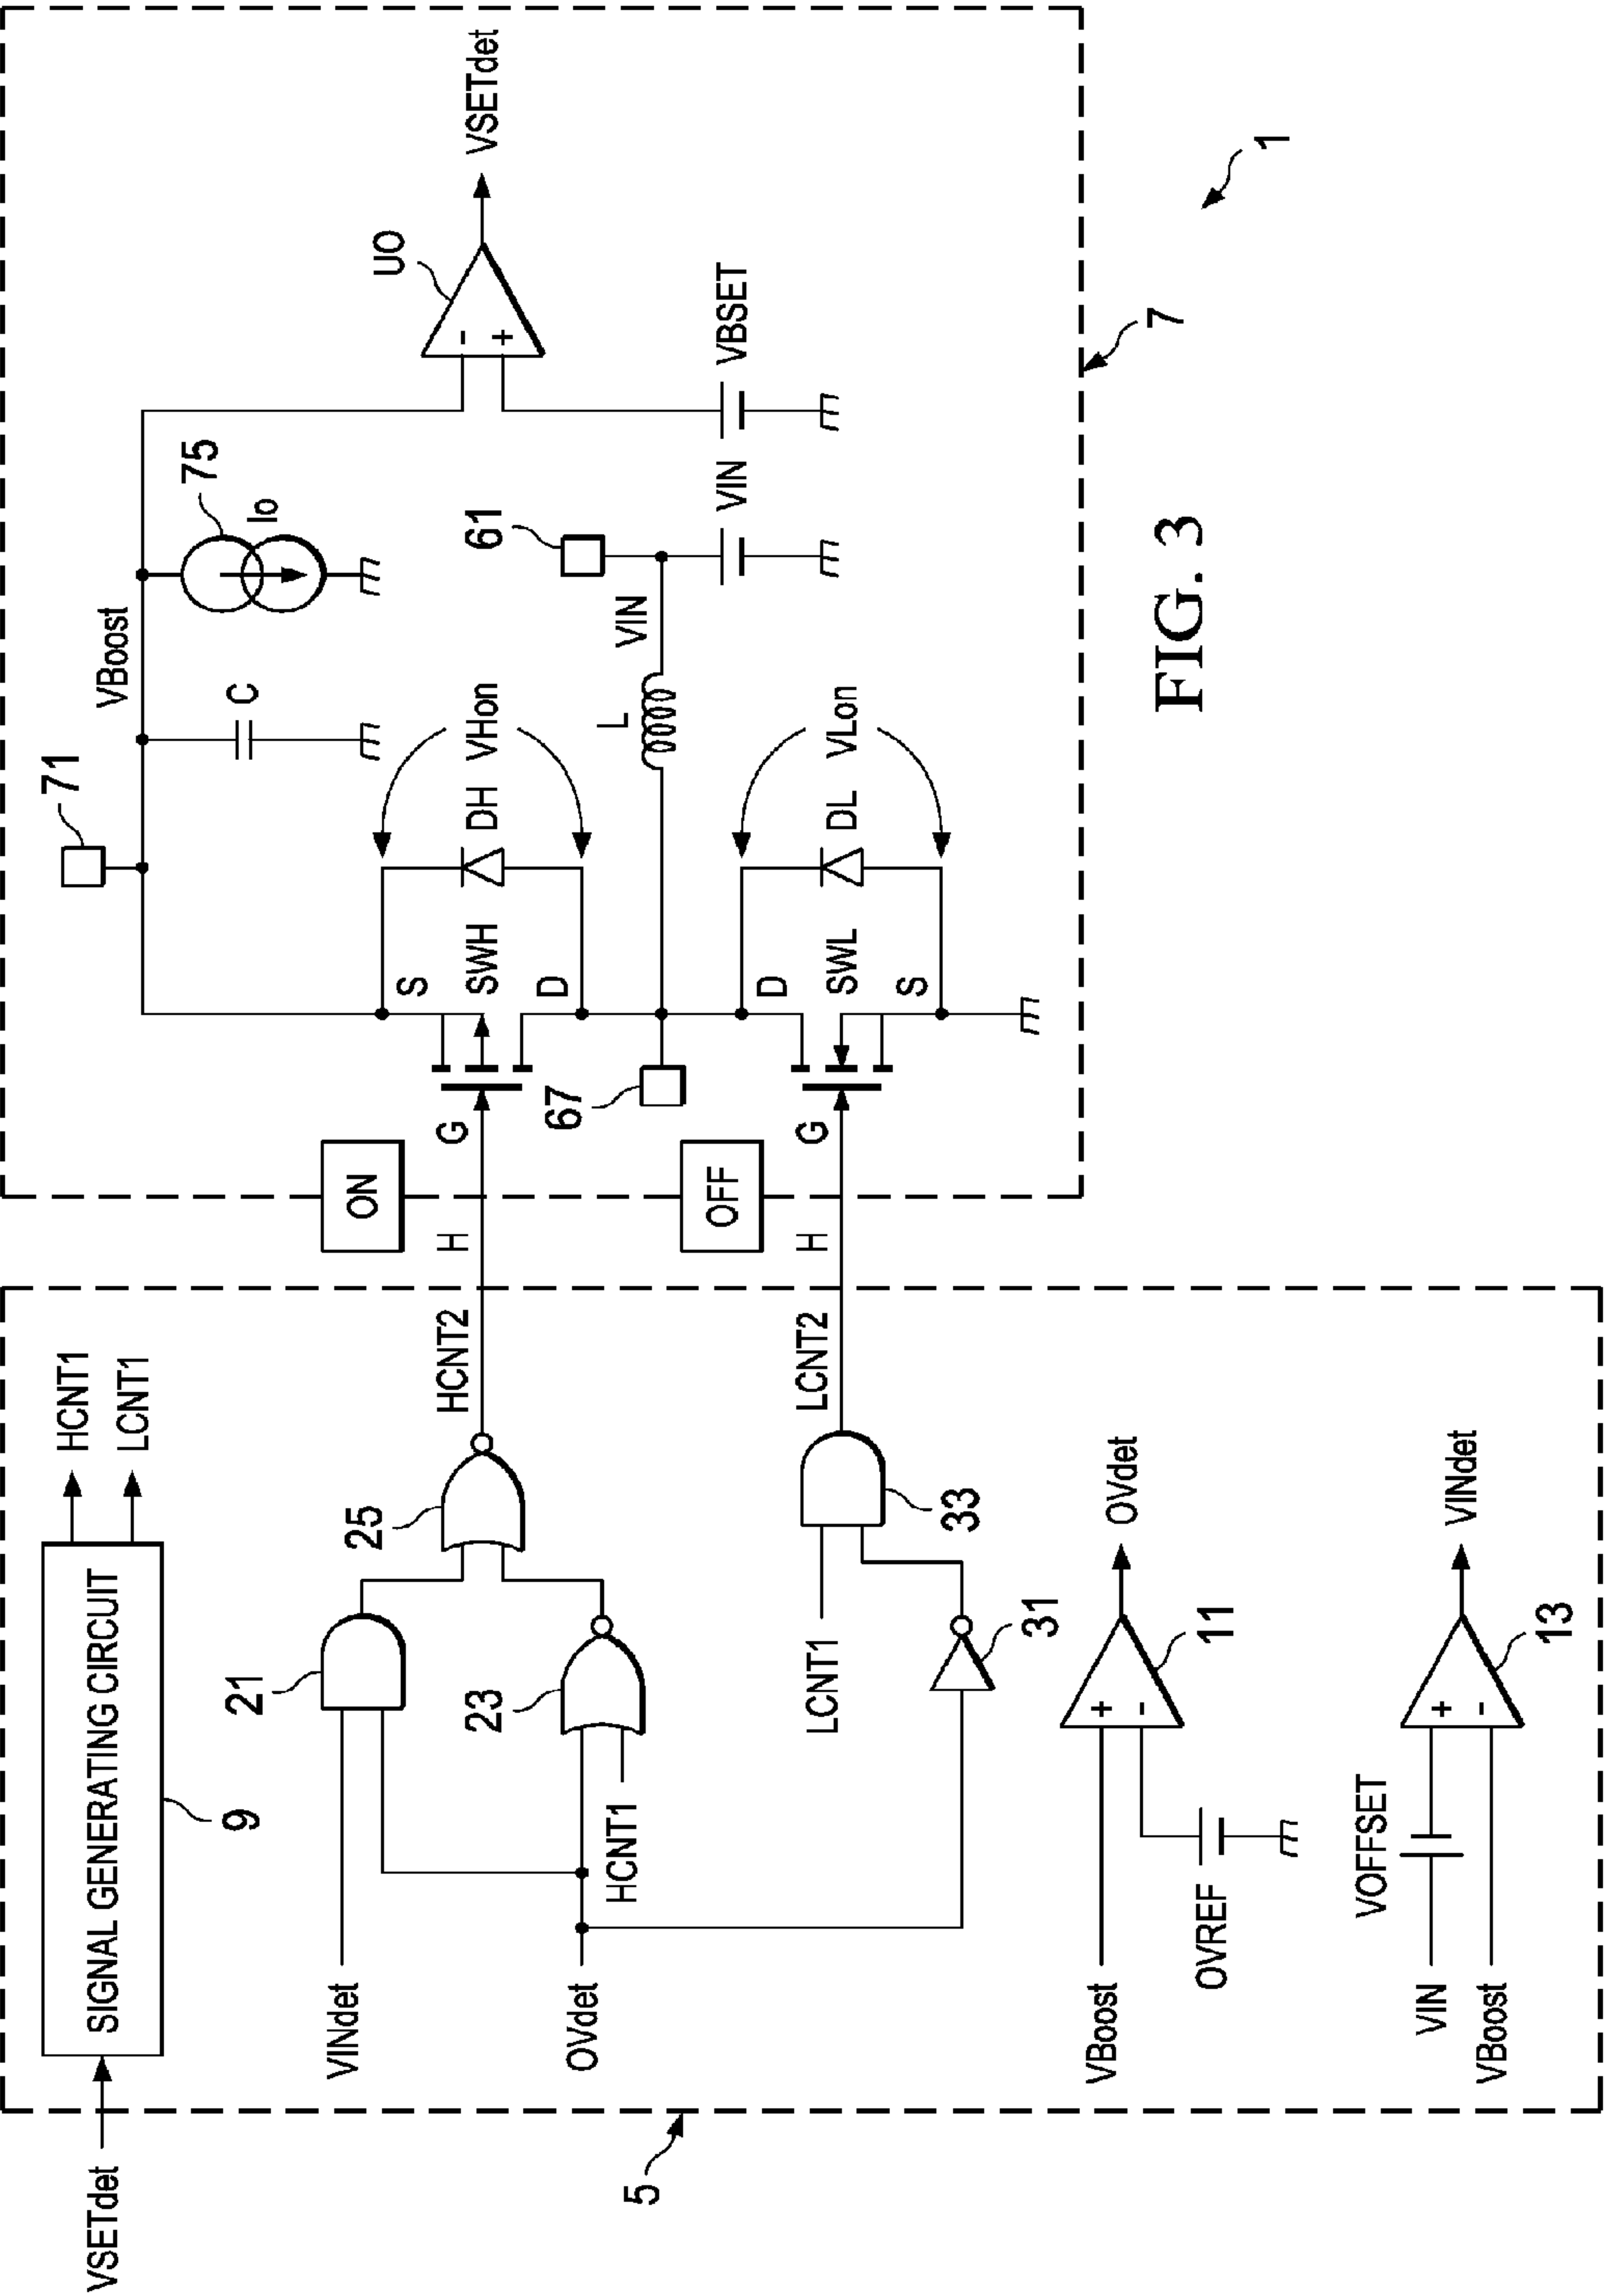 VSETdet
SIGNAL GENERATING CIRCUIT
9
HCNT1
LCNT1
VINdet
OVdet
HCNT1
21
23
25
HCNT2
H
ON
LCNT1
31
33
LCNT2
H
OFF
VBoost
OVREF
+
-
11
OVdet
VIN
VBoost
VOFFSET
+
-
13
VINdet
5
71
VBoost
C
75
Io
G
S
SWH
D
DH
VHon
67
L
VIN
61
VIN
G
D
SWL
S
DL
VLon
VBSET
-
+
UO
VSETdet
7
1
FIG. 3